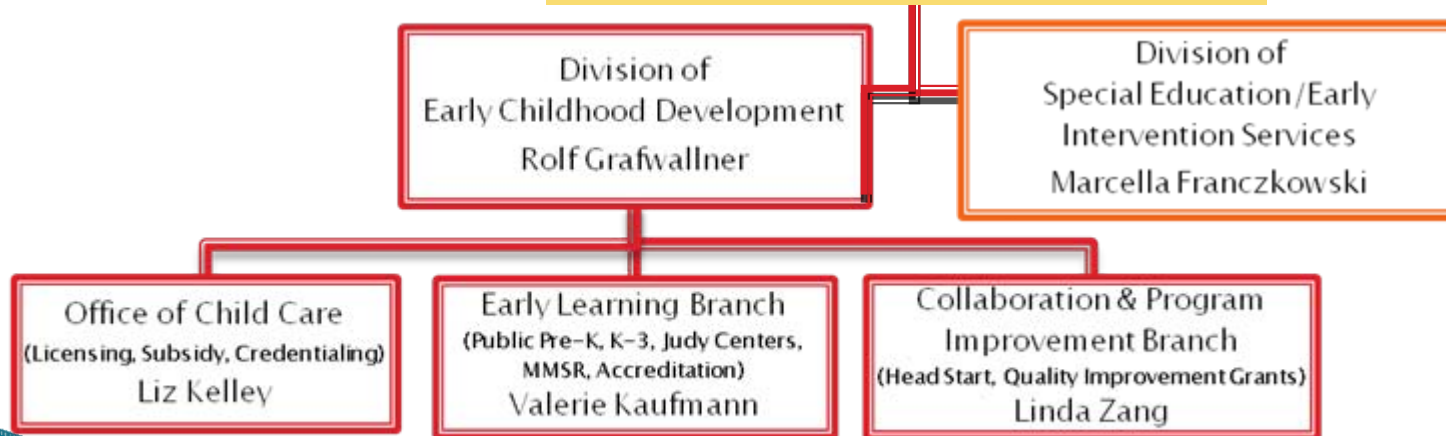 Division of
Early Childhood Development
Rolf Grafwallner
Division of
Special Education/Early
Intervention Services
Marcella Franczkowski
Office of Child Care
(Licensing, Subsidy, Credentialing)
Liz Kelley
Early Learning Branch
(Public Pre-K, K-3, Judy Centers,
MMSR, Accreditation)
Valerie Kaufmann
Collaboration & Program
Improvement Branch
(Head Start, Quality Improvement Grants)
Linda Zang